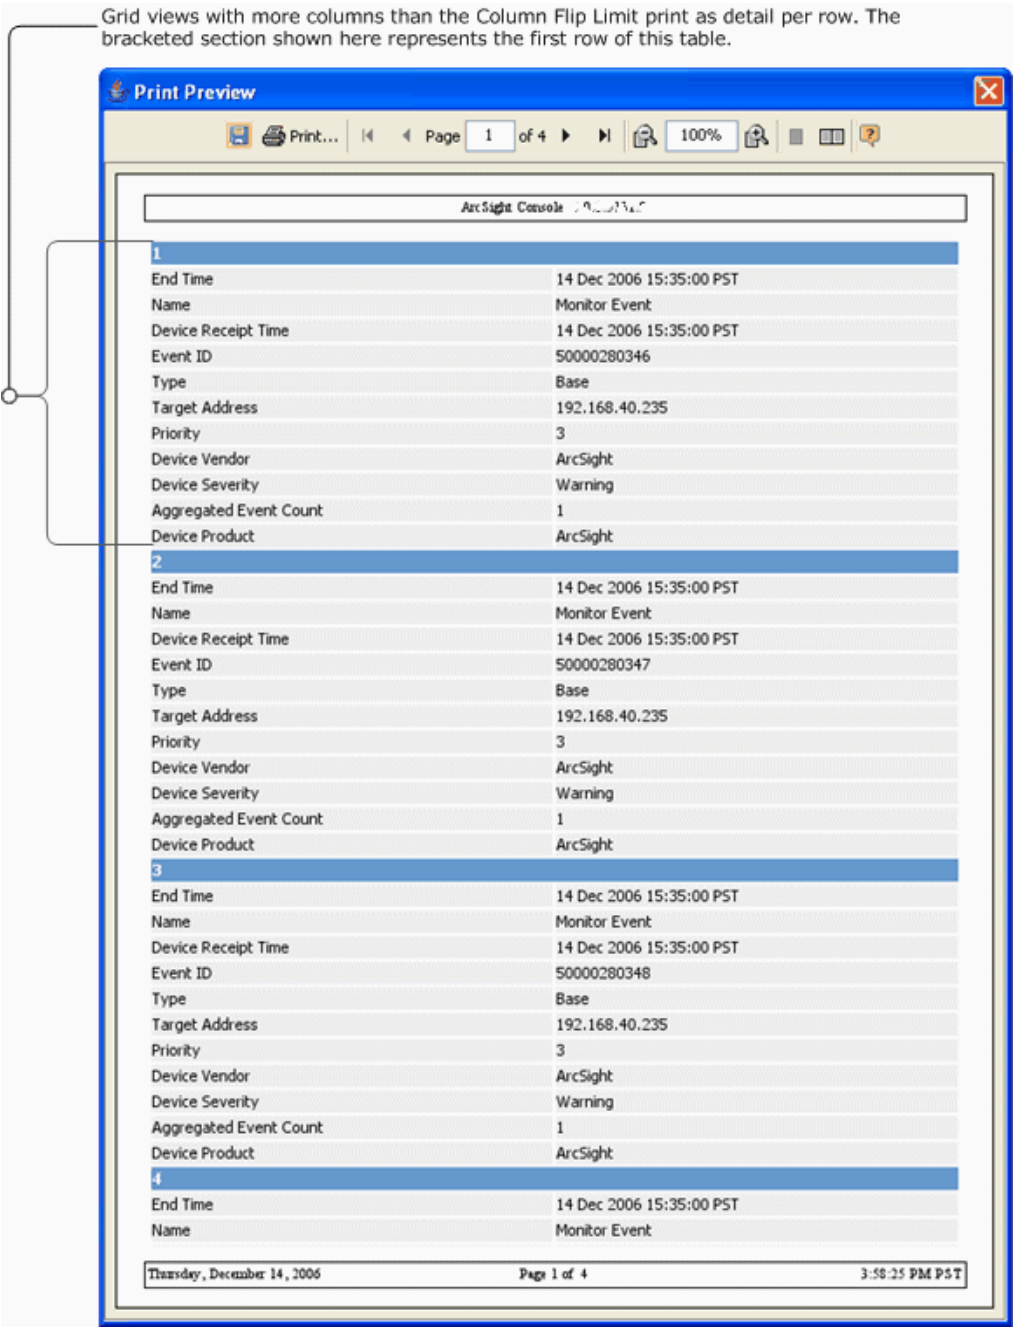 Grid views with more columns than the Column Flip Limit print as detail per row. The
bracketed section shown here represents the first row of this table.
Print Preview
Print... Page 1 of 4 100%
ArcSight Console
1
End Time 14 Dec 2006 15:35:00 PST
Name Monitor Event
Device Receipt Time 14 Dec 2006 15:35:00 PST
Event ID 50000280346
Type Base
Target Address 192.168.40.235
Priority 3
Device Vendor ArcSight
Device Severity Warning
Aggregated Event Count 1
Device Product ArcSight
2
End Time 14 Dec 2006 15:35:00 PST
Name Monitor Event
Device Receipt Time 14 Dec 2006 15:35:00 PST
Event ID 50000280347
Type Base
Target Address 192.168.40.235
Priority 3
Device Vendor ArcSight
Device Severity Warning
Aggregated Event Count 1
Device Product ArcSight
3
End Time 14 Dec 2006 15:35:00 PST
Name Monitor Event
Device Receipt Time 14 Dec 2006 15:35:00 PST
Event ID 50000280348
Type Base
Target Address 192.168.40.235
Priority 3
Device Vendor ArcSight
Device Severity Warning
Aggregated Event Count 1
Device Product ArcSight
4
End Time 14 Dec 2006 15:35:00 PST
Name Monitor Event
Thursday, December 14, 2006 Page 1 of 4 3:58:25 PM PST